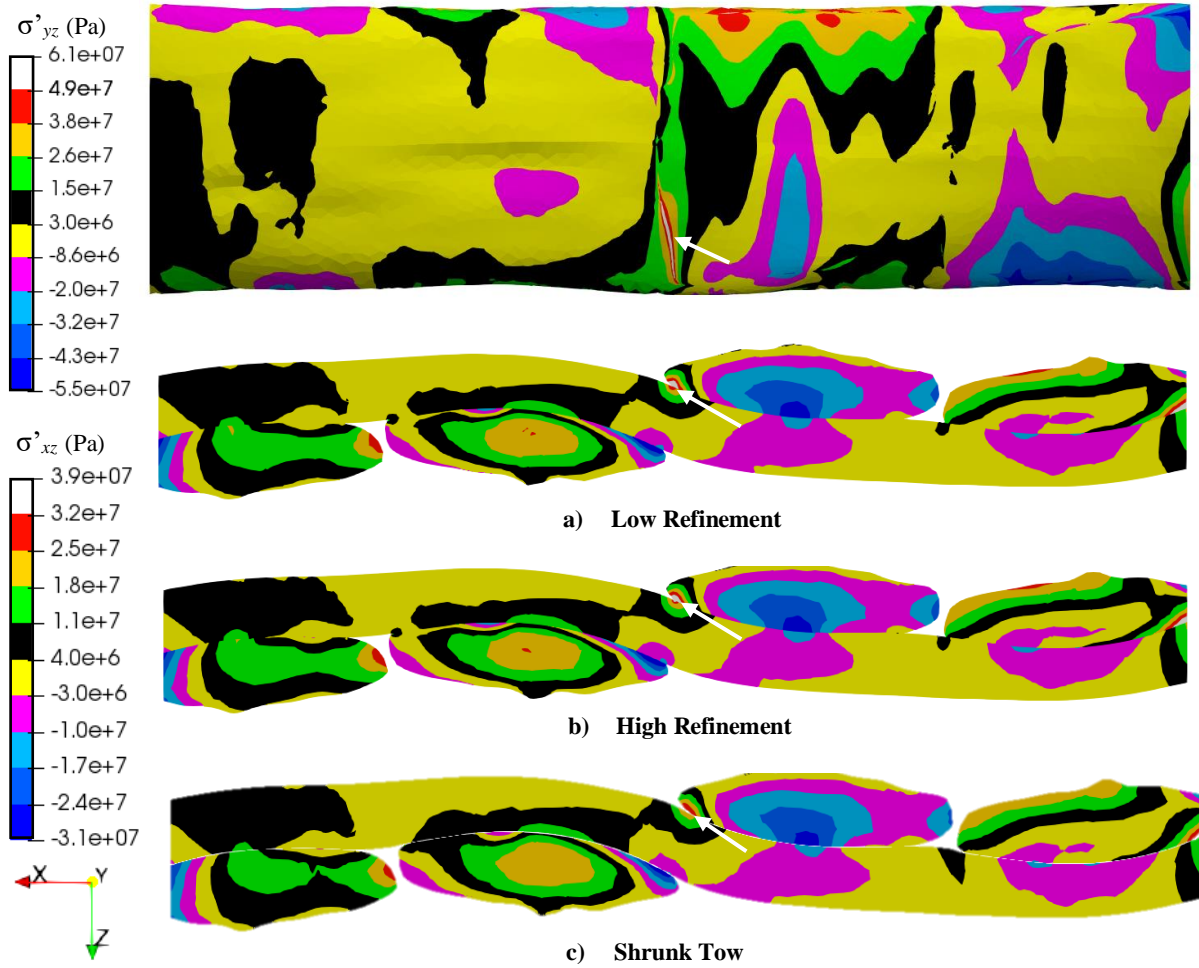 σ'yz (Pa)
6.1e+07
4.9e+7
3.8e+7
2.6e+7
1.5e+7
3.0e+6
-8.6e+6
-2.0e+7
-3.2e+7
-4.3e+7
-5.5e+07
σ'xz (Pa)
3.9e+07
3.2e+7
2.5e+7
1.8e+7
1.1e+7
4.0e+6
-3.0e+6
-1.0e+7
-1.7e+7
-2.4e+7
-3.1e+07
X
Y
Z
a) Low Refinement
b) High Refinement
c) Shrunk Tow